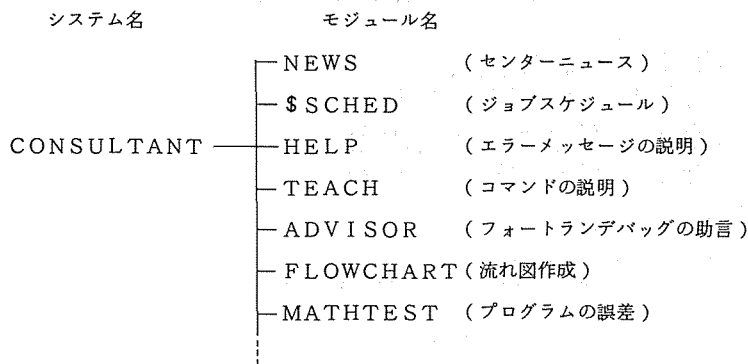 システム名 モジュール名
NEWS (センターニュース)
$SCHED (ジョブスケジュール)
CONSULTANT HELP (エラーメッセージの説明)
TEACH (コマンドの説明)
ADVISOR (フォートランデバッグの助言)
FLOWCHART (流れ図作成)
MATHTEST (プログラムの誤差)